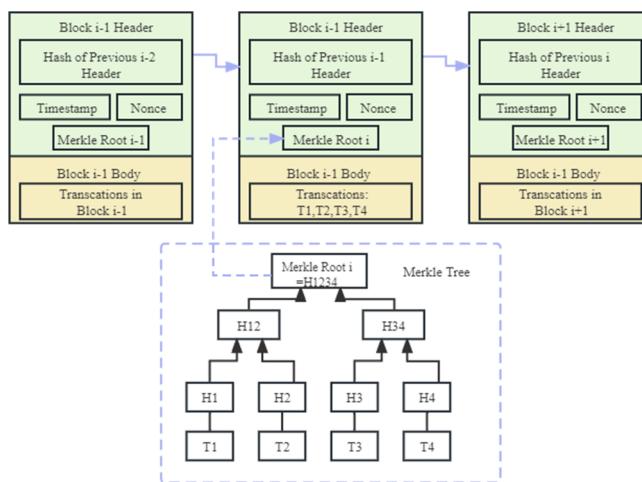 Block i-1 Header
Hash of Previous i-2
Header
Timestamp
Nonce
Merkle Root i-1
Block i-1 Body
Transcations in
Block i-1
Block i-1 Header
Hash of Previous i-1
Header
Timestamp
Nonce
Merkle Root i
Block i-1 Body
Transcations:
T1,T2,T3,T4
Block i+1 Header
Hash of Previous i
Header
Timestamp
Nonce
Merkle Root i+1
Block i-1 Body
Transcations in
Block i+1
Merkle Root i
=H1234
Merkle Tree
H12
H34
H1
H2
H3
H4
T1
T2
T3
T4